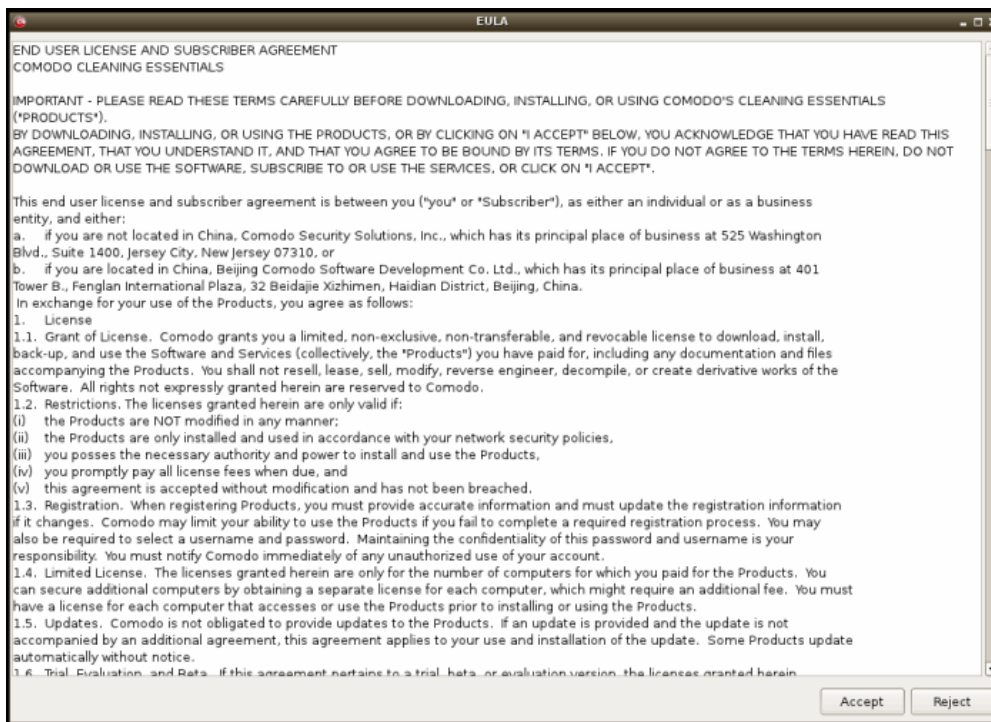 EULA
END USER LICENSE AND SUBSCRIBER AGREEMENT
COMODO CLEANING ESSENTIALS
IMPORTANT - PLEASE READ THESE TERMS CAREFULLY BEFORE DOWNLOADING, INSTALLING, OR USING COMODO'S CLEANING ESSENTIALS
("PRODUCTS").
BY DOWNLOADING, INSTALLING, OR USING THE PRODUCTS, OR BY CLICKING ON "I ACCEPT" BELOW, YOU ACKNOWLEDGE THAT YOU HAVE READ THIS
AGREEMENT, THAT YOU UNDERSTAND IT, AND THAT YOU AGREE TO BE BOUND BY ITS TERMS. IF YOU DO NOT AGREE TO THE TERMS HEREIN, DO NOT
DOWNLOAD OR USE THE SOFTWARE, SUBSCRIBE TO OR USE THE SERVICES, OR CLICK ON "I ACCEPT".
This end user license and subscriber agreement is between you ("you" or "Subscriber"), as either an individual or as a business
entity, and either:
a. if you are not located in China, Comodo Security Solutions, Inc., which has its principal place of business at 525 Washington
Blvd., Suite 1400, Jersey City, New Jersey 07310, or
b. if you are located in China, Beijing Comodo Software Development Co. Ltd., which has its principal place of business at 401
Tower B., Fenglan International Plaza, 32 Beidajie Xizhimen, Haidian District, Beijing, China.
In exchange for your use of the Products, you agree as follows:
1. License
1.1. Grant of License. Comodo grants you a limited, non-exclusive, non-transferable, and revocable license to download, install,
back-up, and use the Software and Services (collectively, the "Products") you have paid for, including any documentation and files
accompanying the Products. You shall not resell, lease, sell, modify, reverse engineer, decompile, or create derivative works of the
Software. All rights not expressly granted herein are reserved to Comodo.
1.2. Restrictions. The licenses granted herein are only valid if:
(i) the Products are NOT modified in any manner;
(ii) the Products are only installed and used in accordance with your network security policies,
(iii) you posses the necessary authority and power to install and use the Products,
(iv) you promptly pay all license fees when due, and
(v) this agreement is accepted without modification and has not been breached.
1.3. Registration. When registering Products, you must provide accurate information and must update the registration information
if it changes. Comodo may limit your ability to use the Products if you fail to complete a required registration process. You may
also be required to select a username and password. Maintaining the confidentiality of this password and username is your
responsibility. You must notify Comodo immediately of any unauthorized use of your account.
1.4. Limited License. The licenses granted herein are only for the number of computers for which you paid for the Products. You
can secure additional computers by obtaining a separate license for each computer, which might require an additional fee. You must
have a license for each computer that accesses or use the Products prior to installing or using the Products.
1.5. Updates. Comodo is not obligated to provide updates to the Products. If an update is provided and the update is not
accompanied by an additional agreement, this agreement applies to your use and installation of the update. Some Products update
automatically without notice.
1.6. Trial, Evaluation, and Beta. If this agreement pertains to a trial, beta, or evaluation version, the licenses granted herein
Accept Reject